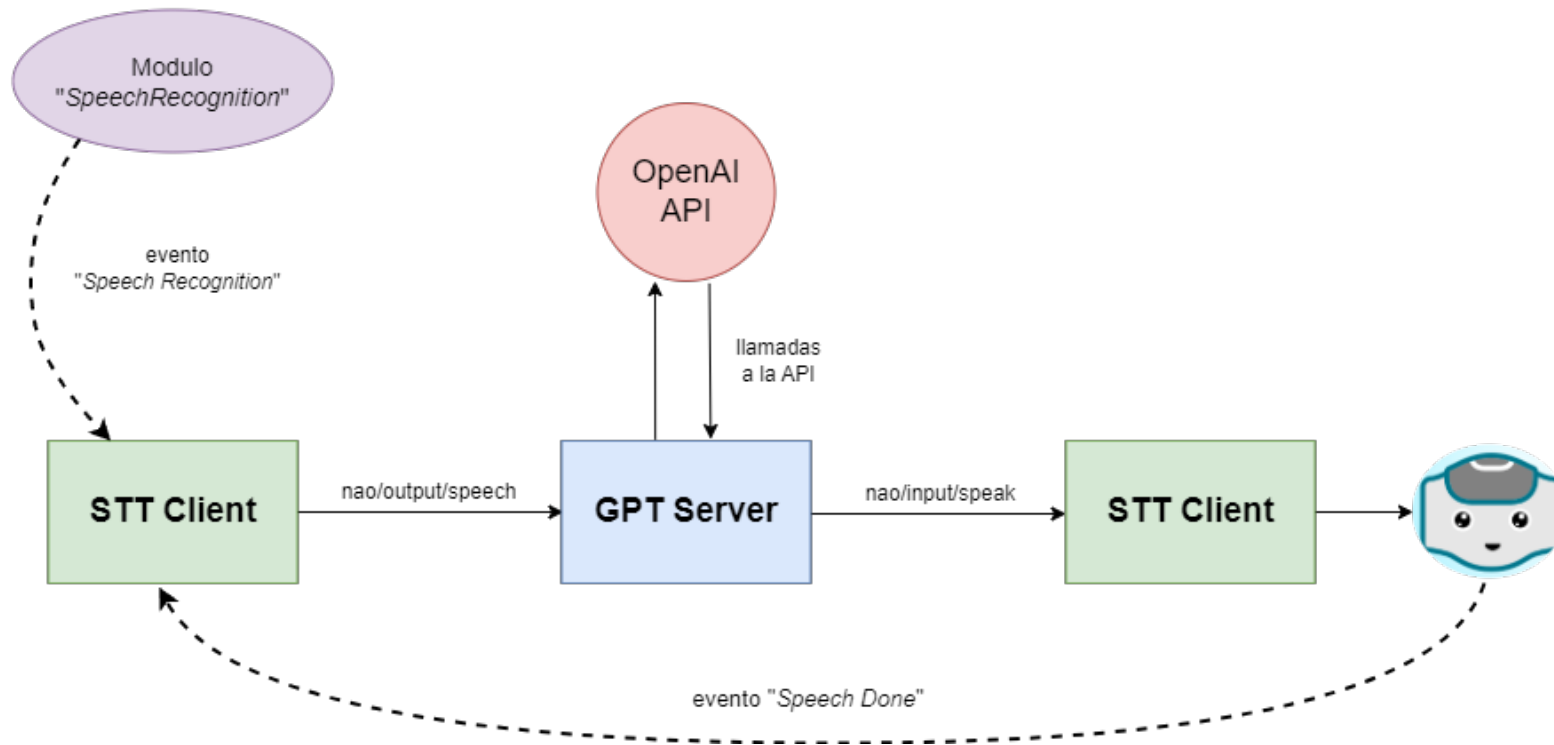 Modulo
"SpeechRecognition"
OpenAI
API
evento
"Speech Recognition"
llamadas
a la API
STT Client
nao/output/speech
GPT Server
nao/input/speak
STT Client
evento "Speech Done"